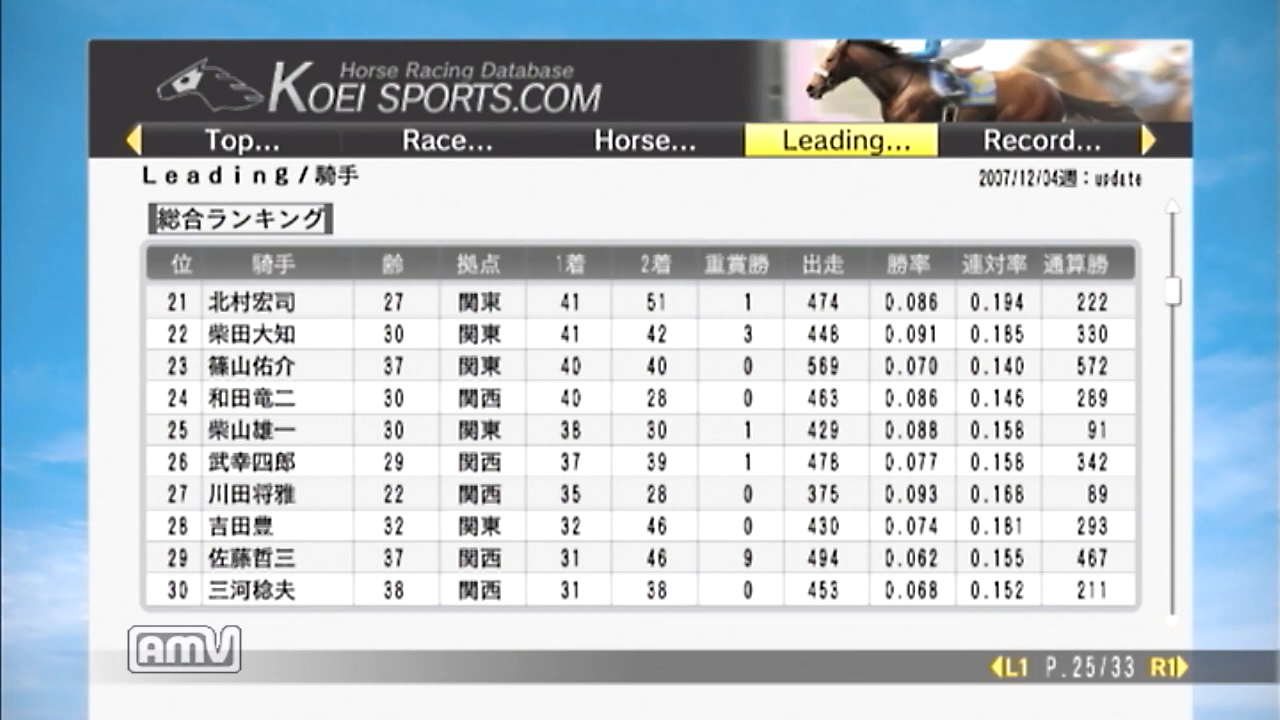 Horse Racing Database
KOEI SPORTS.COM
Top... Race... Horse... Leading... Record...
Leading/騎手 2007/12/04週：update
総合ランキング
位 騎手 齢 拠点 1着 2着 重賞勝 出走 勝率 連対率 通算勝
21 北村宏司 27 関東 41 51 1 474 0.086 0.194 222
22 柴田大知 30 関東 41 42 3 448 0.091 0.185 330
23 篠山佑介 37 関東 40 40 0 569 0.070 0.140 572
24 和田竜二 30 関西 40 28 0 463 0.086 0.146 289
25 柴山雄一 30 関東 38 30 1 429 0.088 0.158 91
26 武幸四郎 29 関西 37 39 1 478 0.077 0.158 342
27 川田将雅 22 関西 35 28 0 375 0.093 0.168 89
28 吉田豊 32 関東 32 46 0 430 0.074 0.181 293
29 佐藤哲三 37 関西 31 46 9 494 0.062 0.155 467
30 三河稔夫 38 関西 31 38 0 453 0.068 0.152 211
AMV
L1 P.25/33 R1